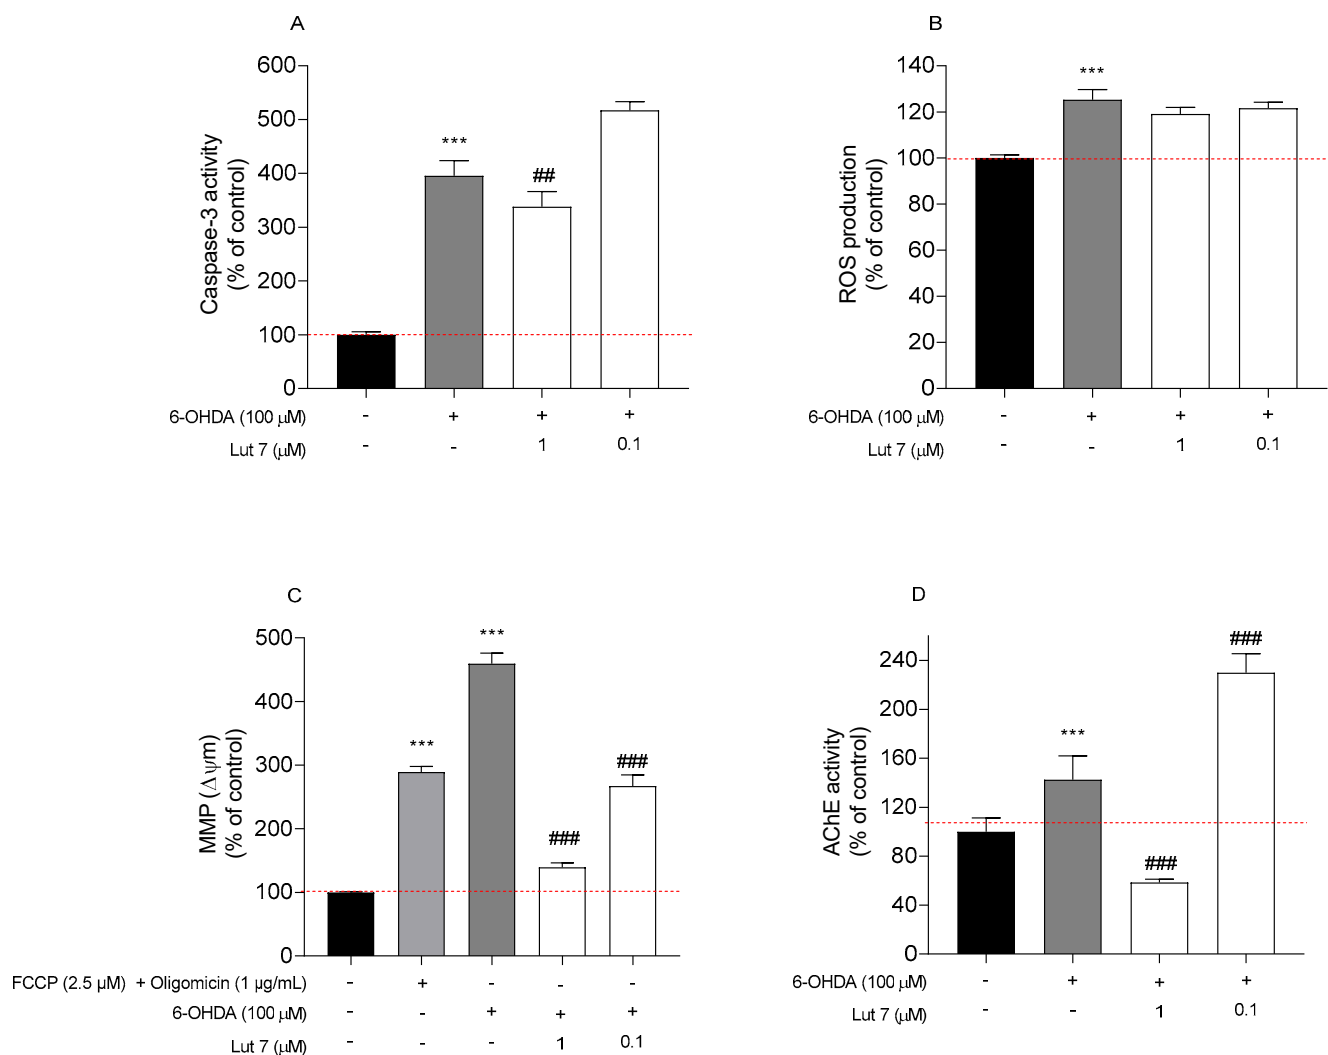 A
600
500
400
300
200
100
0
Caspase-3 activity
(% of control)
***
##
6-OHDA (100 μM) - + + +
Lut 7 (μM) - - 1 0.1
B
140
120
100
80
60
40
20
0
ROS production
(% of control)
***
6-OHDA (100 μM) - + + +
Lut 7 (μM) - - 1 0.1
C
500
400
300
200
100
0
MMP (Δψm)
(% of control)
***
***
###
###
FCCP (2.5 µM) + Oligomicin (1 µg/mL) - + - - -
6-OHDA (100 μM) - - + + +
Lut 7 (μM) - - - 1 0.1
D
240
200
160
120
80
40
0
AChE activity
(% of control)
***
###
###
6-OHDA (100 μM) - + + +
Lut 7 (μM) - - 1 0.1